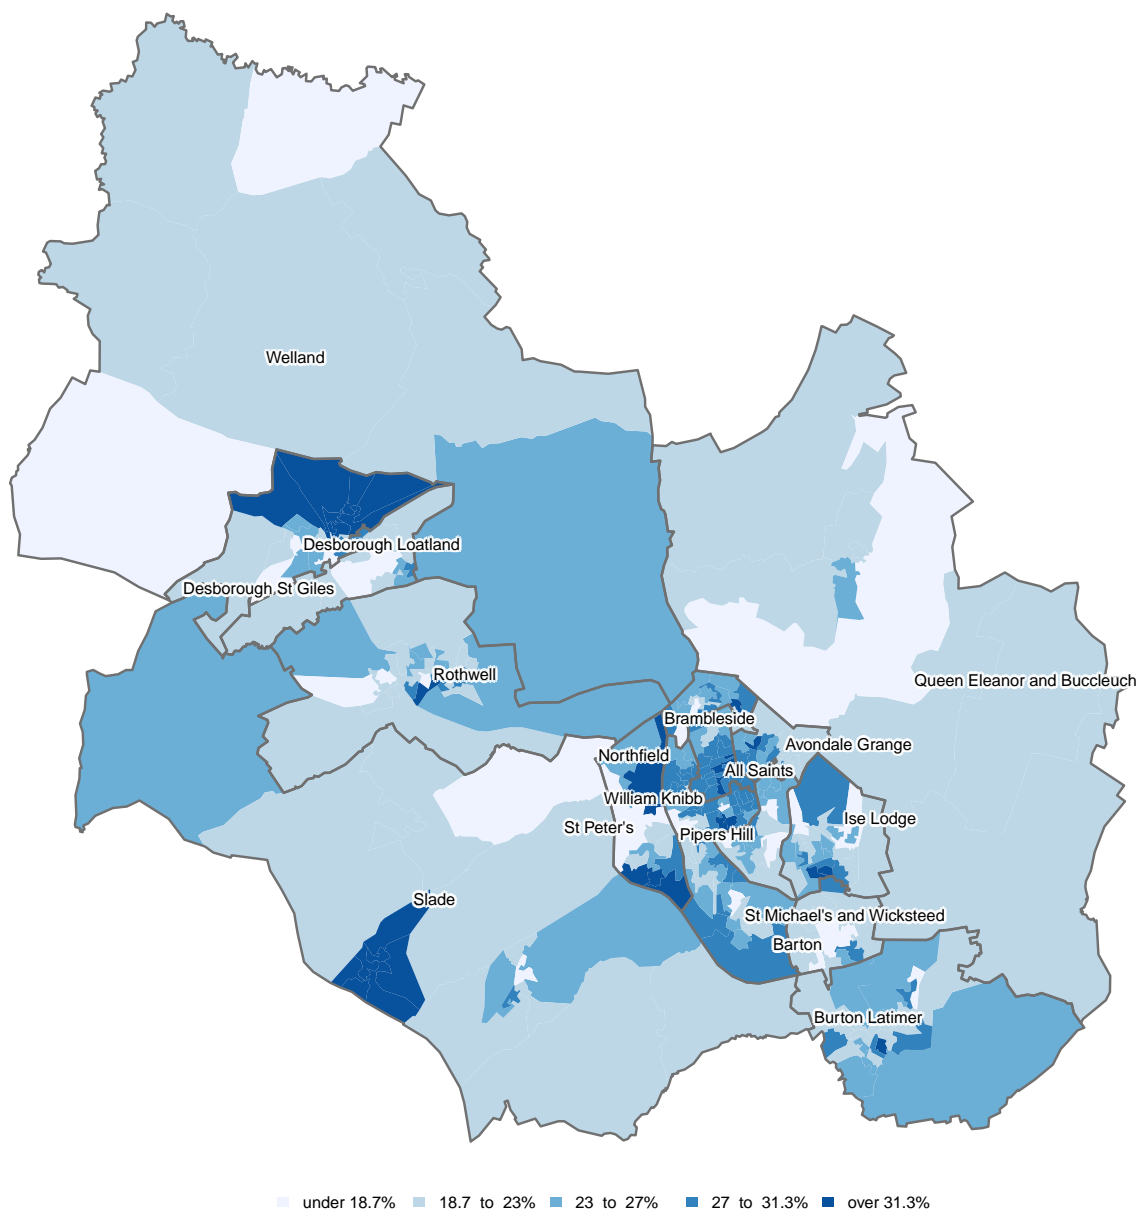 Welland
Desborough Loatland
Desborough St Giles
Rothwell
Queen Eleanor and Buccleuch
Brambleside
Avondale Grange
Northfield
All Saints
William Knibb
Ise Lodge
St Peter's
Pipers Hill
Slade
St Michael's and Wicksteed
Barton
Burton Latimer
under 18.7% 18.7 to 23% 23 to 27% 27 to 31.3% over 31.3%